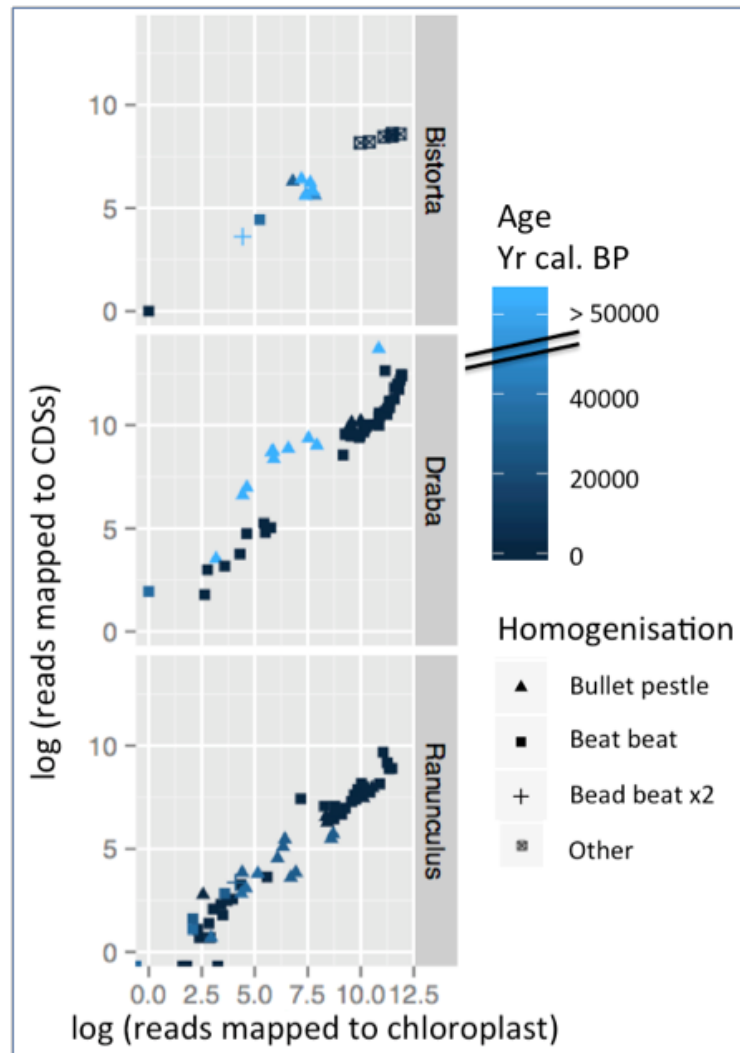 10
5
0
Bistorta
10
5
0
Draba
10
5
0
Ranunculus
0.0 2.5 5.0 7.5 10.0 12.5
log (reads mapped to chloroplast)
log (reads mapped to CDSs)
Age
Yr cal. BP
> 50000
40000
20000
0
Homogenisation
Bullet pestle
Beat beat
Bead beat x2
Other